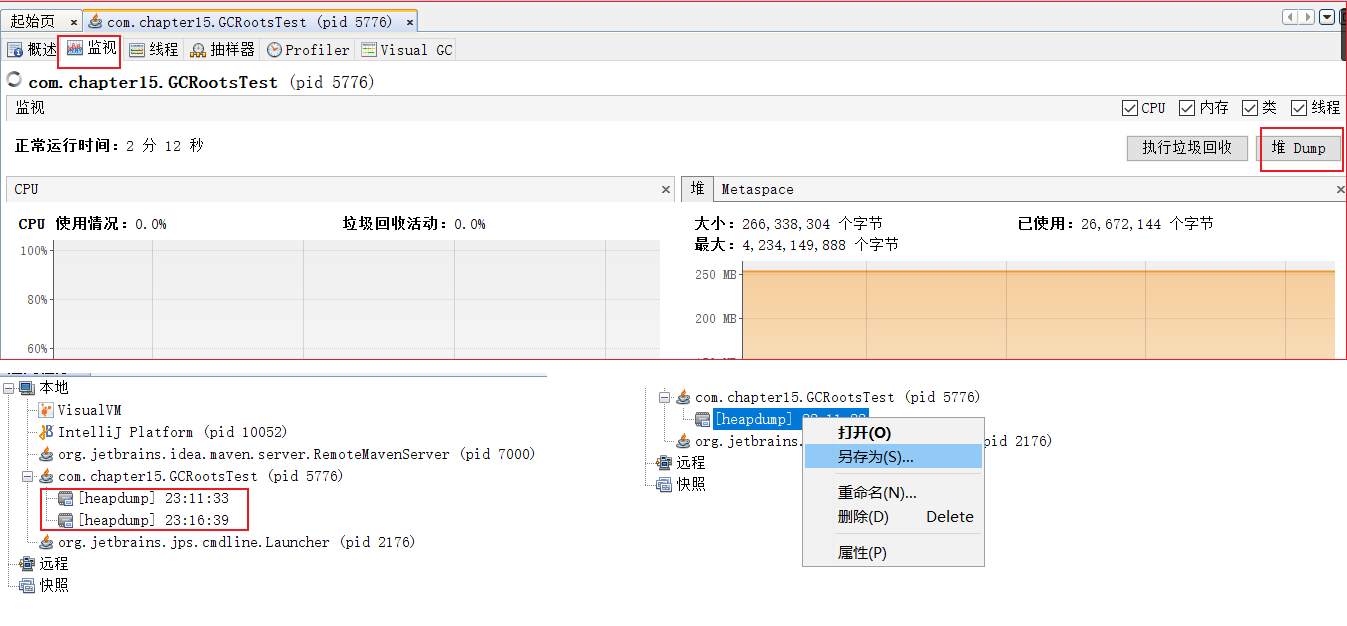 起始页 × com.chapter15.GCRootsTest (pid 5776) ×
概述 监视 线程 抽样器 Profiler Visual GC
com.chapter15.GCRootsTest (pid 5776)
监视 CPU 内存 类 线程
正常运行时间: 2 分 12 秒 执行垃圾回收 堆 Dump
CPU × 堆 Metaspace ×
CPU 使用情况: 0.0% 垃圾回收活动: 0.0% 大小: 266,338,304 个字节 已使用: 26,672,144 个字节
最大: 4,234,149,888 个字节
100%
250 MB
80%
200 MB
60%
本地
VisualVM
IntelliJ Platform (pid 10052)
org.jetbrains.idea.maven.server.RemoteMavenServer (pid 7000)
com.chapter15.GCRootsTest (pid 5776)
[heapdump] 23:11:33
[heapdump] 23:16:39
org.jetbrains.jps.cmdline.Launcher (pid 2176)
远程
快照
com.chapter15.GCRootsTest (pid 5776)
[heapdump]
org.jetbrains. pid 2176)
远程
快照
打开(O)
另存为(S)...
重命名(N)...
删除(D) Delete
属性(P)